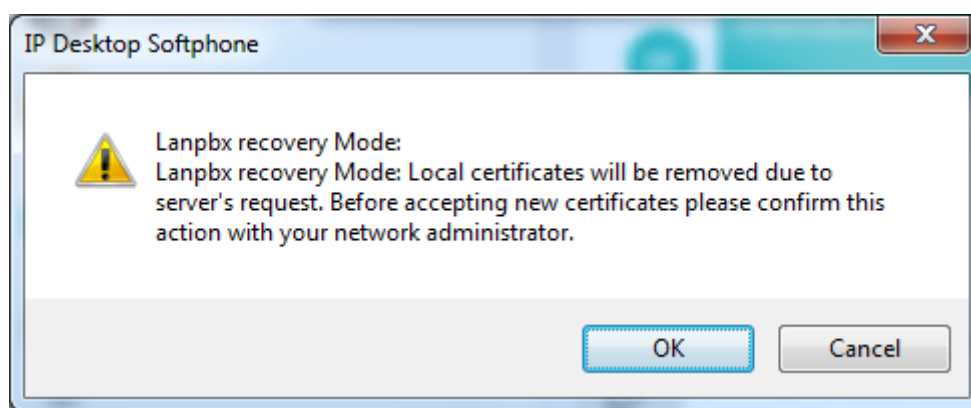 IP Desktop Softphone
Lanpbx recovery Mode:
Lanpbx recovery Mode: Local certificates will be removed due to
server's request. Before accepting new certificates please confirm this
action with your network administrator.
OK
Cancel